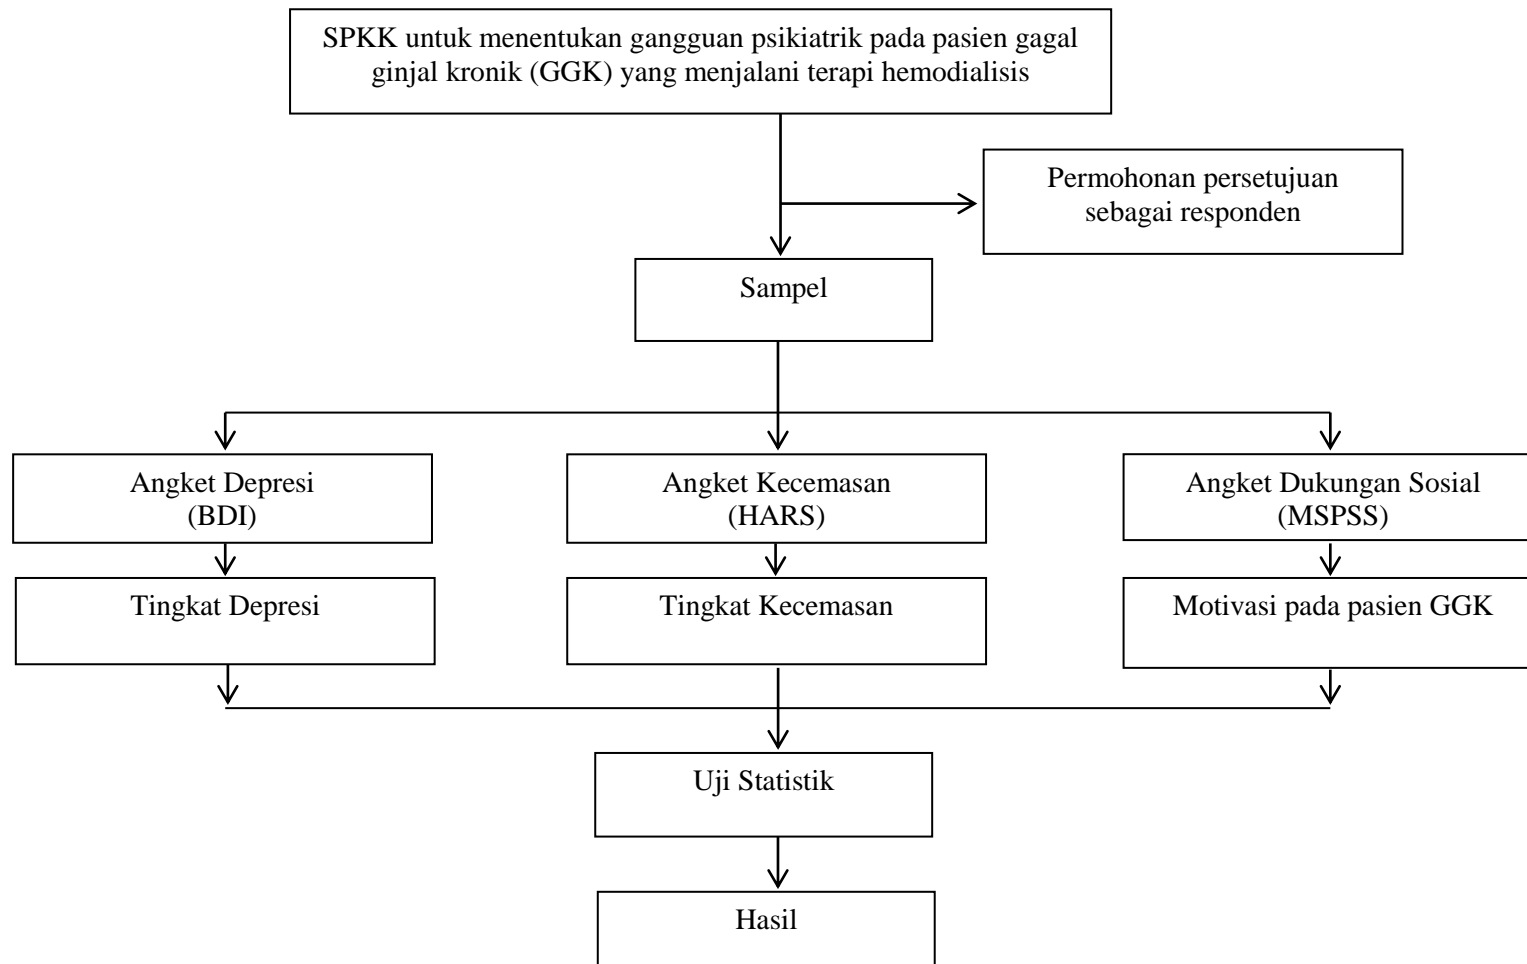 SPKK untuk menentukan gangguan psikiatrik pada pasien gagal
ginjal kronik (GGK) yang menjalani terapi hemodialisis
Permohonan persetujuan
sebagai responden
Sampel
Angket Depresi
(BDI)
Angket Kecemasan
(HARS)
Angket Dukungan Sosial
(MSPSS)
Tingkat Depresi
Tingkat Kecemasan
Motivasi pada pasien GGK
Uji Statistik
Hasil